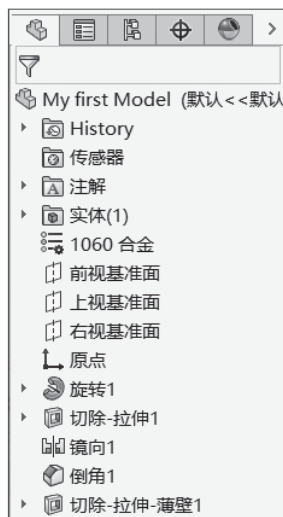 My first Model (默认<<默认
History
传感器
注解
实体(1)
1060 合金
前视基准面
上视基准面
右视基准面
原点
旋转1
切除-拉伸1
镜向1
倒角1
切除-拉伸-薄壁1